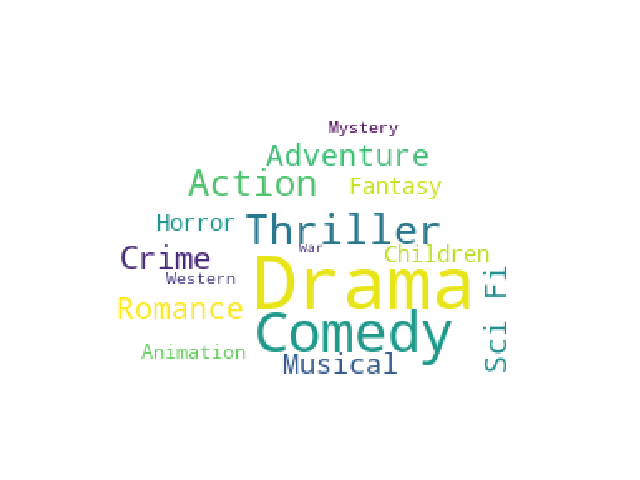 Mystery
Adventure
Action
Fantasy
Horror
Thriller
War
Crime
Children
Western
Drama
Sci Fi
Romance
Comedy
Animation
Musical